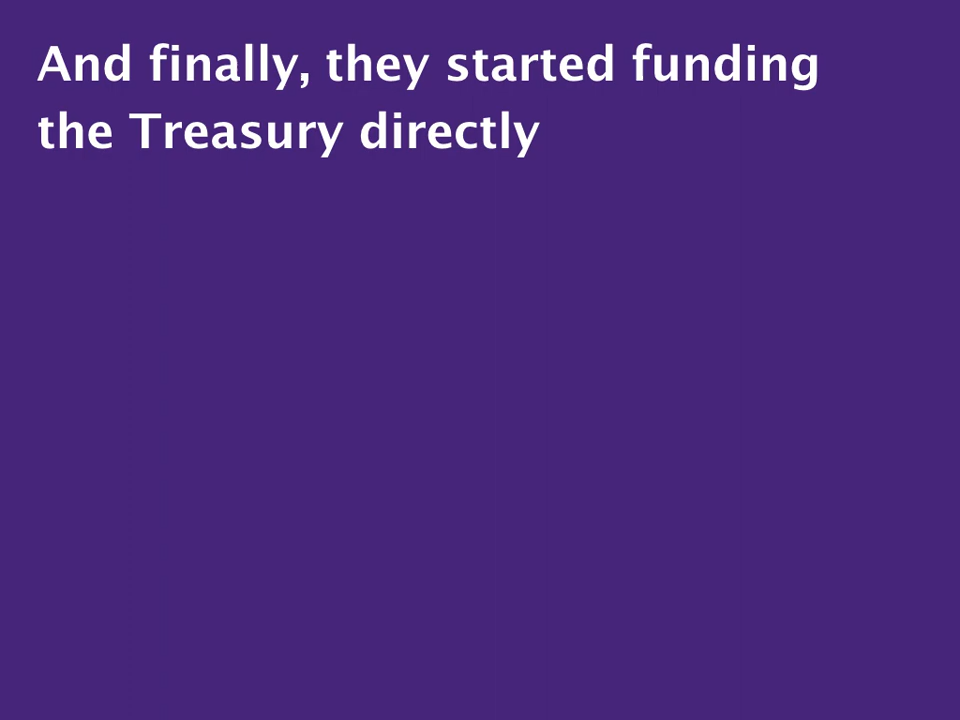 And finally, they started funding
the Treasury directly